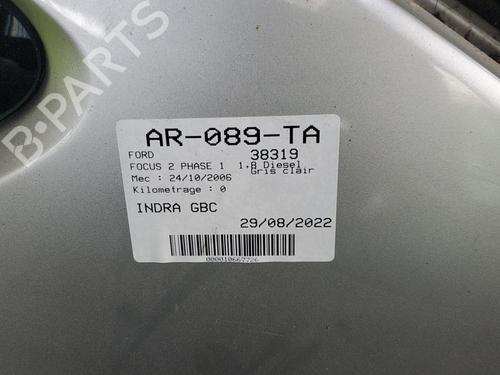 B-PARTS
AR-089-TA
FORD 38319
FOCUS 2 PHASE 1 1.8 Diesel
Gris clair
Mec : 24/10/2006
Kilometrage : 0
INDRA GBC
29/08/2022
000010667726